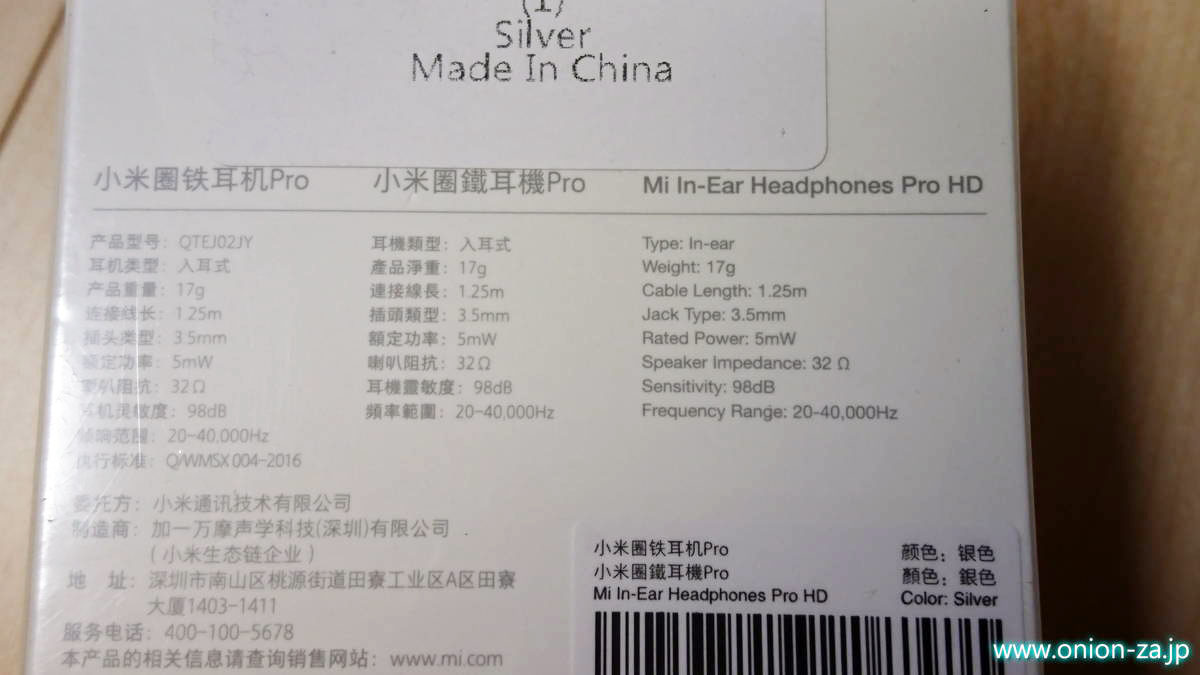 (1)
Silver
Made In China
小米圈铁耳机Pro
产品型号：QTEJ02JY
耳机类型：入耳式
产品重量：17g
连接线长：1.25m
插头类型：3.5mm
额定功率：5mW
喇叭阻抗：32Ω
耳机灵敏度：98dB
频响范围：20-40,000Hz
执行标准：Q/WMSX 004-2016
小米圈鐵耳機Pro
耳機類型：入耳式
產品淨重：17g
連接線長：1.25m
插頭類型：3.5mm
額定功率：5mW
喇叭阻抗：32Ω
耳機靈敏度：98dB
頻率範圍：20-40,000Hz
Mi In-Ear Headphones Pro HD
Type: In-ear
Weight: 17g
Cable Length: 1.25m
Jack Type: 3.5mm
Rated Power: 5mW
Speaker Impedance: 32 Ω
Sensitivity: 98dB
Frequency Range: 20-40,000Hz
委托方：小米通讯技术有限公司
制造商：加一万摩声学科技(深圳)有限公司
（小米生态链企业）
地 址：深圳市南山区桃源街道田寮工业区A区田寮
大厦1403-1411
服务电话：400-100-5678
本产品的相关信息请查询销售网站：www.mi.com
小米圈铁耳机Pro
小米圈鐵耳機Pro
Mi In-Ear Headphones Pro HD
颜色：银色
顏色：銀色
Color: Silver
www.onion-za.jp